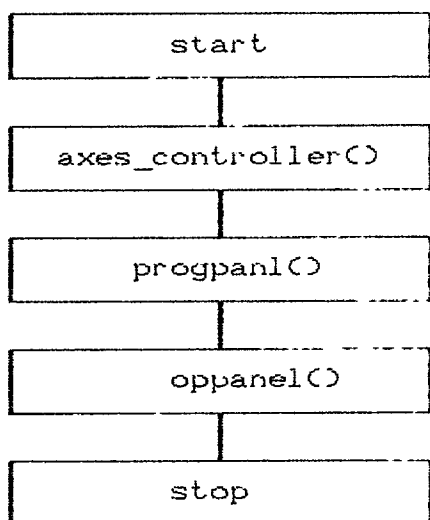 start
axes_controller()
progpanl()
oppanel()
stop